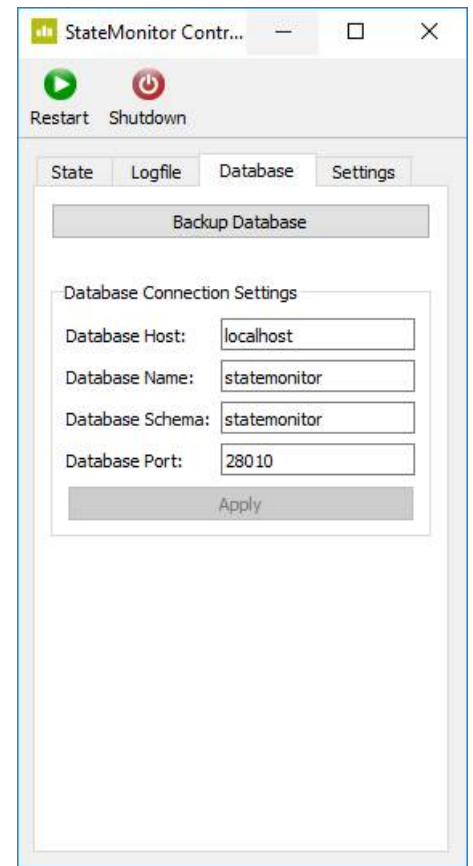 StateMonitor Contr...
Restart Shutdown
State Logfile Database Settings
Backup Database
Database Connection Settings
Database Host: localhost
Database Name: statemonitor
Database Schema: statemonitor
Database Port: 28010
Apply